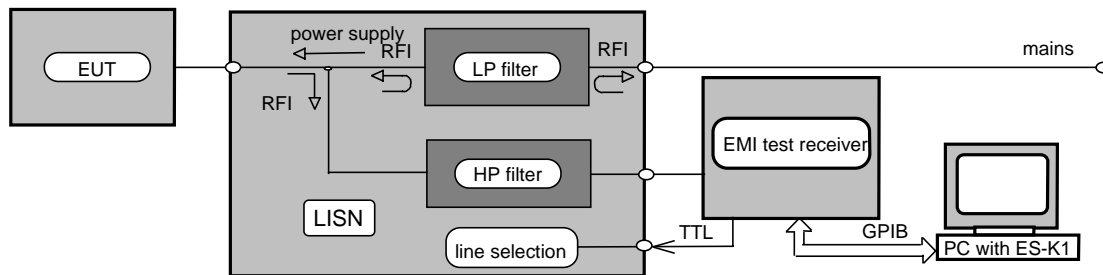 power supply
RFI
RFI
mains
EUT
LP filter
RFI
EMI test receiver
HP filter
LISN
TTL
GPIB
line selection
PC with ES-K1